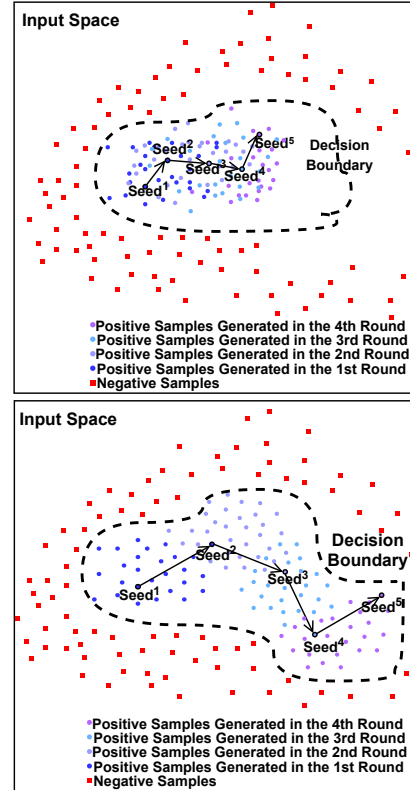 Input Space
Seed²
Seed⁵
Decision
Boundary
Seed³
Seed⁴
Seed¹
Positive Samples Generated in the 4th Round
Positive Samples Generated in the 3rd Round
Positive Samples Generated in the 2nd Round
Positive Samples Generated in the 1st Round
Negative Samples
Input Space
Decision
Boundary'
Seed²
Seed³
Seed¹
Seed⁵
Seed⁴
Positive Samples Generated in the 4th Round
Positive Samples Generated in the 3rd Round
Positive Samples Generated in the 2nd Round
Positive Samples Generated in the 1st Round
Negative Samples